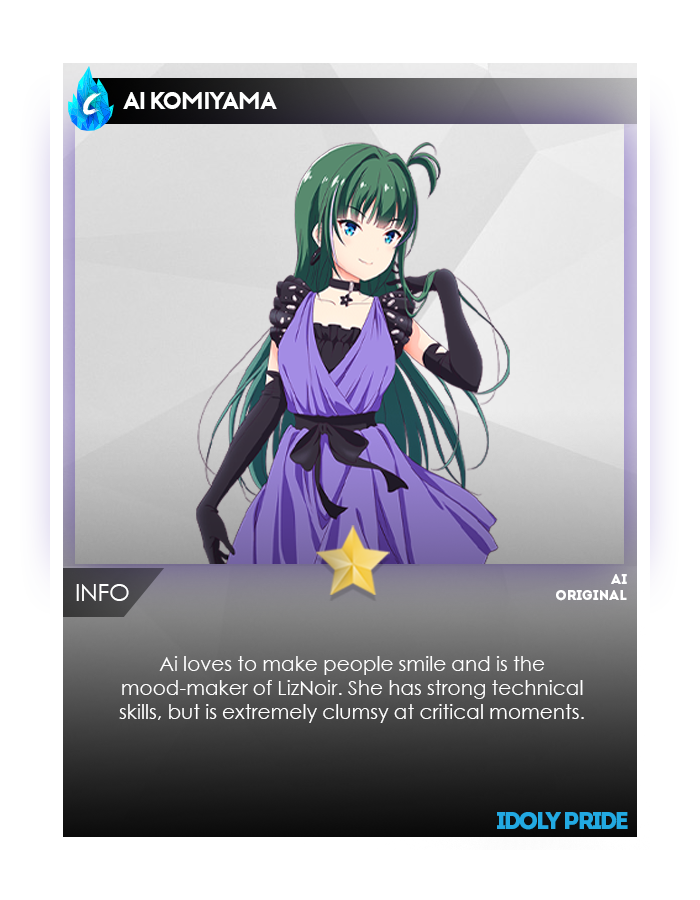 C
AI KOMIYAMA
INFO
AI
ORIGINAL
Ai loves to make people smile and is the
mood-maker of LizNoir. She has strong technical
skills, but is extremely clumsy at critical moments.
IDOLY PRIDE